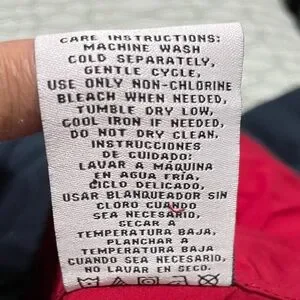 CARE INSTRUCTIONS:
MACHINE WASH
COLD SEPARATELY,
GENTLE CYCLE,
USE ONLY NON-CHLORINE
BLEACH WHEN NEEDED,
TUMBLE DRY LOW,
COOL IRON IF NEEDED,
DO NOT DRY CLEAN.
INSTRUCCIONES
DE CUIDADO:
LAVAR A MÁQUINA
EN AGUA FRÍA,
CICLO DELICADO,
USAR BLANQUEADOR SIN
CLORO CUANDO
SEA NECESARIO,
SECAR A
TEMPERATURA BAJA,
PLANCHAR A
TEMPERATURA BAJA
CUANDO SEA NECESARIO,
NO LAVAR EN SECO.